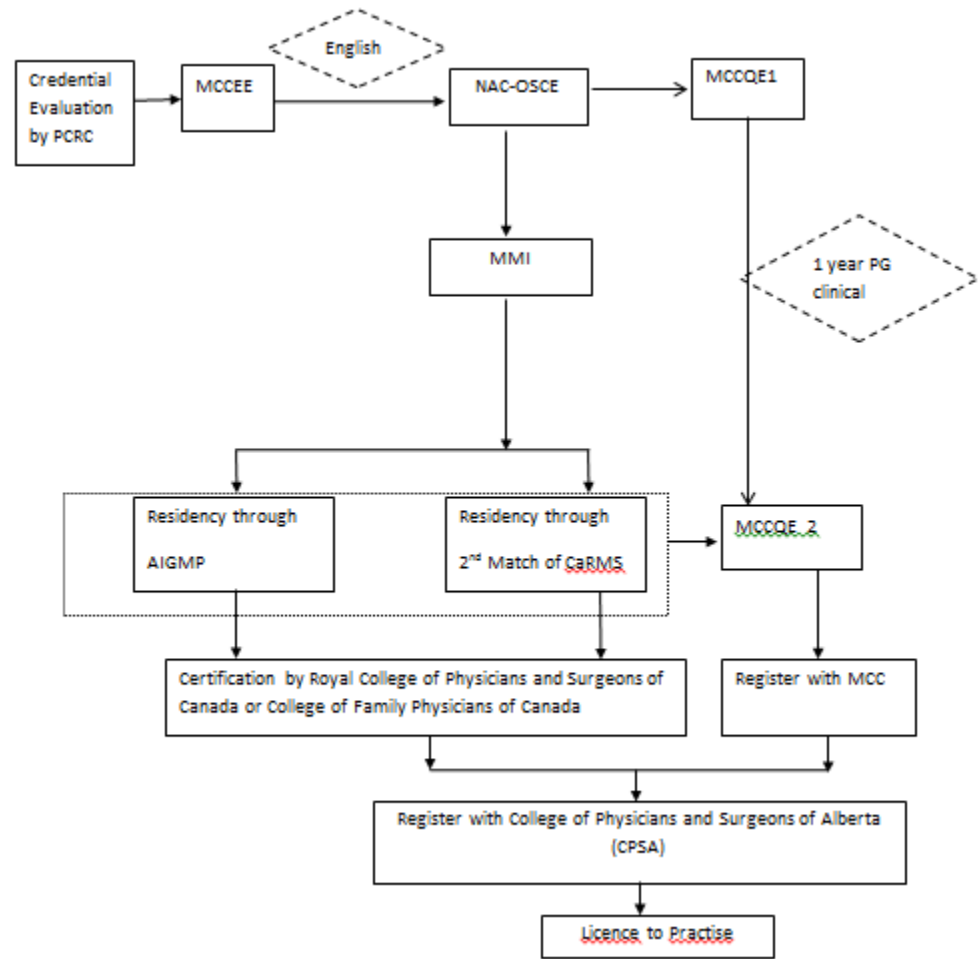 English
Credential
Evaluation
by PCRC
MCCEE
NAC-OSCE
MCCQE1
MMI
1 year PG
clinical
Residency through
AIGMP
Residency through
2nd Match of CaRMS
MCCQE 2
Certification by Royal College of Physicians and Surgeons of
Canada or College of Family Physicians of Canada
Register with MCC
Register with College of Physicians and Surgeons of Alberta
(CPSA)
Licence to Practise